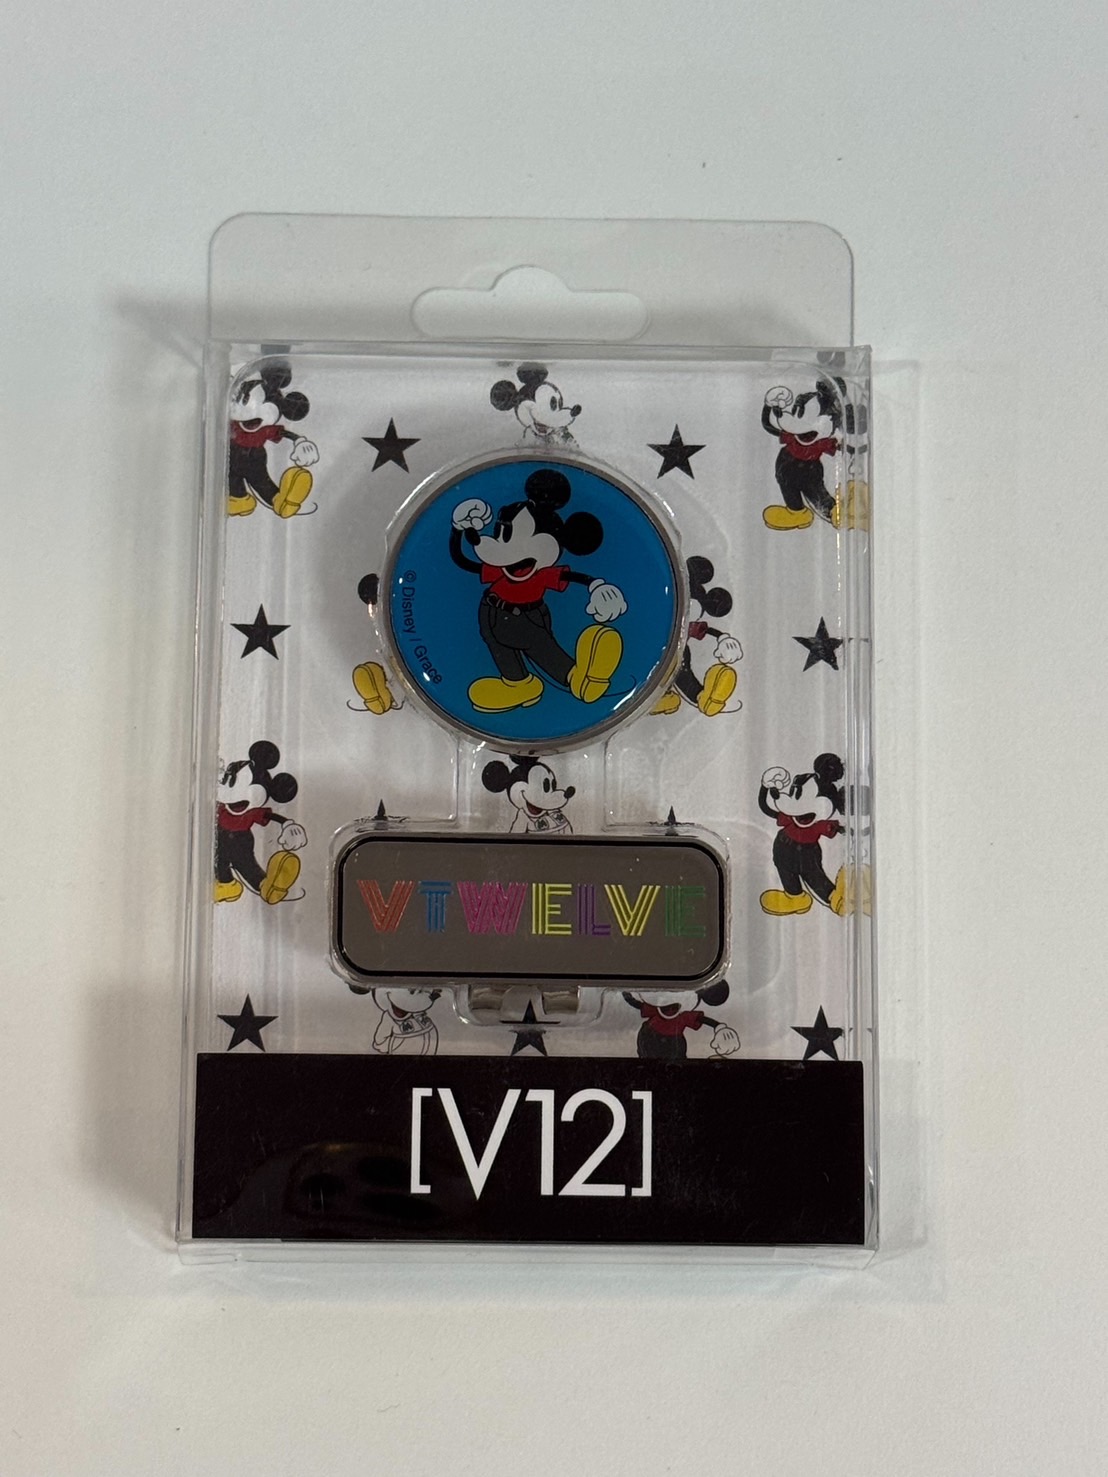 © Disney / Grace
VTWELVE
[V12]